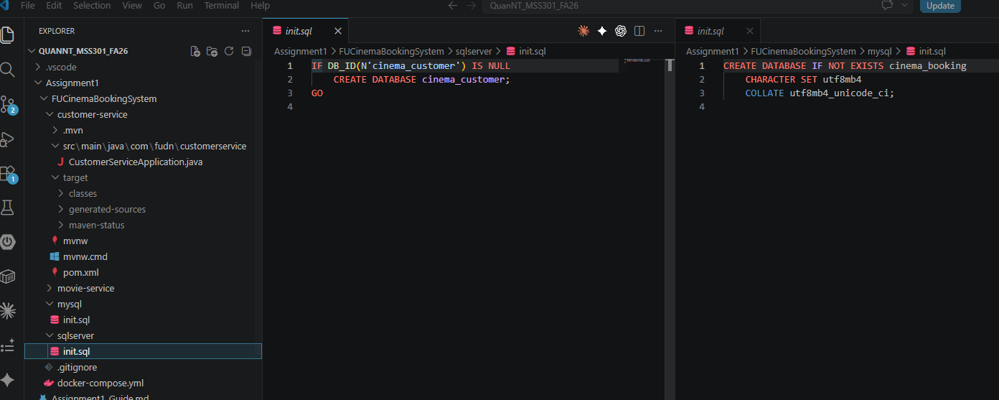 File Edit Selection View Go Run Terminal Help
QuanNT_MSS301_FA26
Update
EXPLORER
QUANNT_MSS301_FA26
.vscode
Assignment1
FUCinemaBookingSystem
customer-service
.mvn
src\main\java\com\fudn\customerservice
CustomerServiceApplication.java
target
classes
generated-sources
maven-status
mvnw
mvnw.cmd
pom.xml
movie-service
mysql
init.sql
sqlserver
init.sql
.gitignore
docker-compose.yml
Assignment1_Guide.md
2
1
init.sql
Assignment1 > FUCinemaBookingSystem > sqlserver > init.sql
1 IF DB_ID(N'cinema_customer') IS NULL
2 CREATE DATABASE cinema_customer;
3 GO
4
init.sql
Assignment1 > FUCinemaBookingSystem > mysql > init.sql
1 CREATE DATABASE IF NOT EXISTS cinema_booking
2 CHARACTER SET utf8mb4
3 COLLATE utf8mb4_unicode_ci;
4